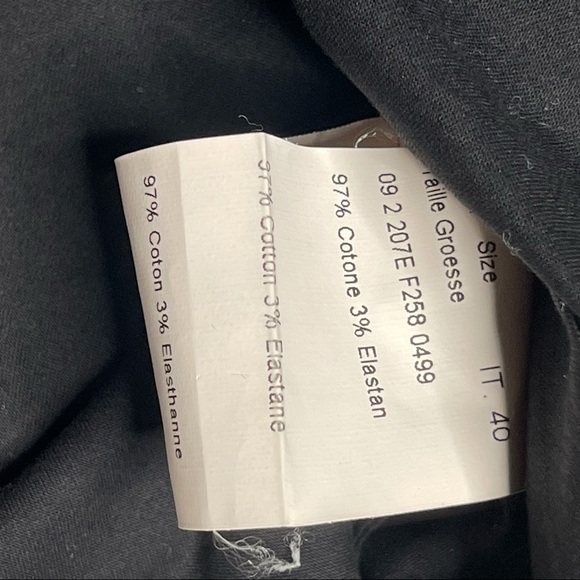 Size IT. 40
Taille Groesse
09 2 207E F258 0499
97% Cotone 3% Elastan
97% Cotton 3% Elastane
97% Coton 3% Elasthanne